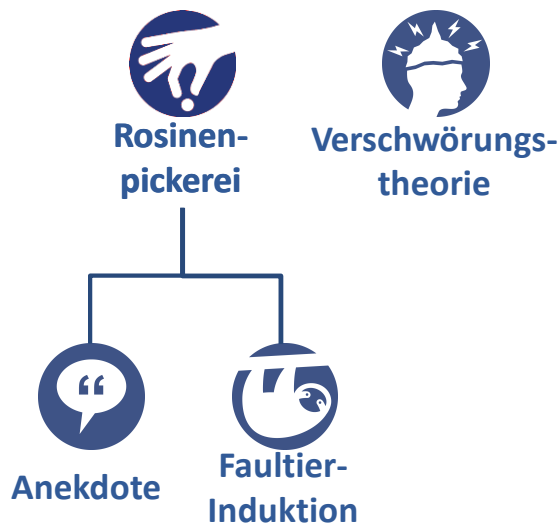 Rosinen-
pickerei
Verschwörungs-
theorie
“
Anekdote
Faultier-
Induktion